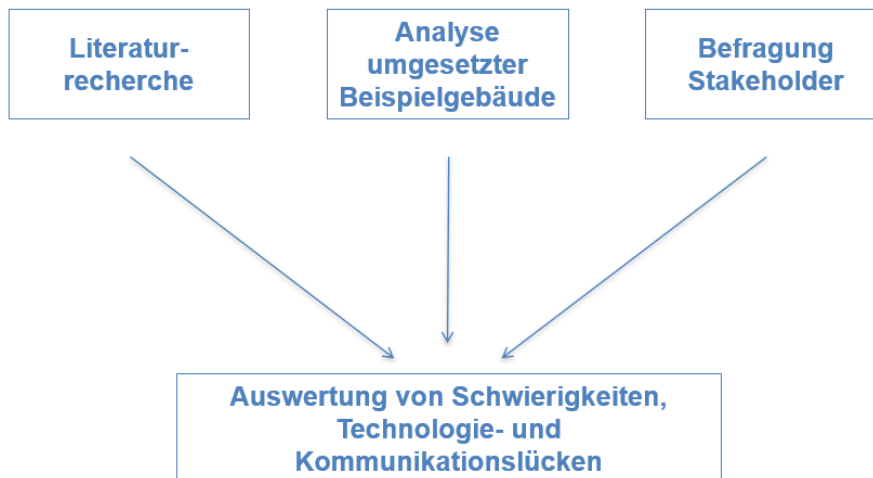 Literatur-
recherche
Analyse
umgesetzter
Beispielgebäude
Befragung
Stakeholder
Auswertung von Schwierigkeiten,
Technologie- und
Kommunikationslücken